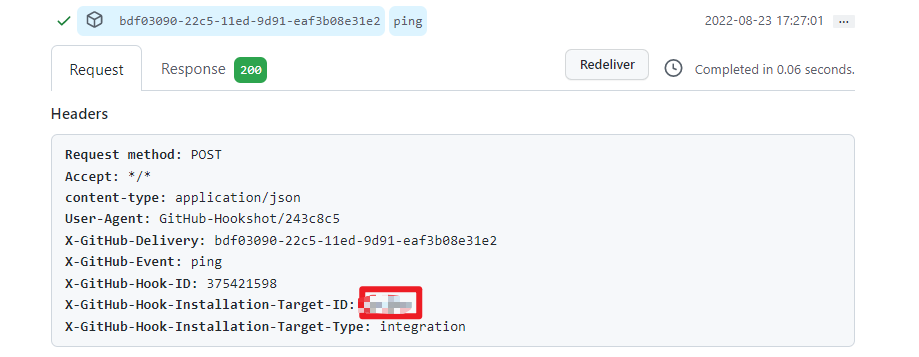 bdf03090-22c5-11ed-9d91-eaf3b08e31e2 ping 2022-08-23 17:27:01 ...
Request Response 200 Redeliver Completed in 0.06 seconds.
Headers
Request method: POST
Accept: */*
content-type: application/json
User-Agent: GitHub-Hookshot/243c8c5
X-GitHub-Delivery: bdf03090-22c5-11ed-9d91-eaf3b08e31e2
X-GitHub-Event: ping
X-GitHub-Hook-ID: 375421598
X-GitHub-Hook-Installation-Target-ID:
X-GitHub-Hook-Installation-Target-Type: integration